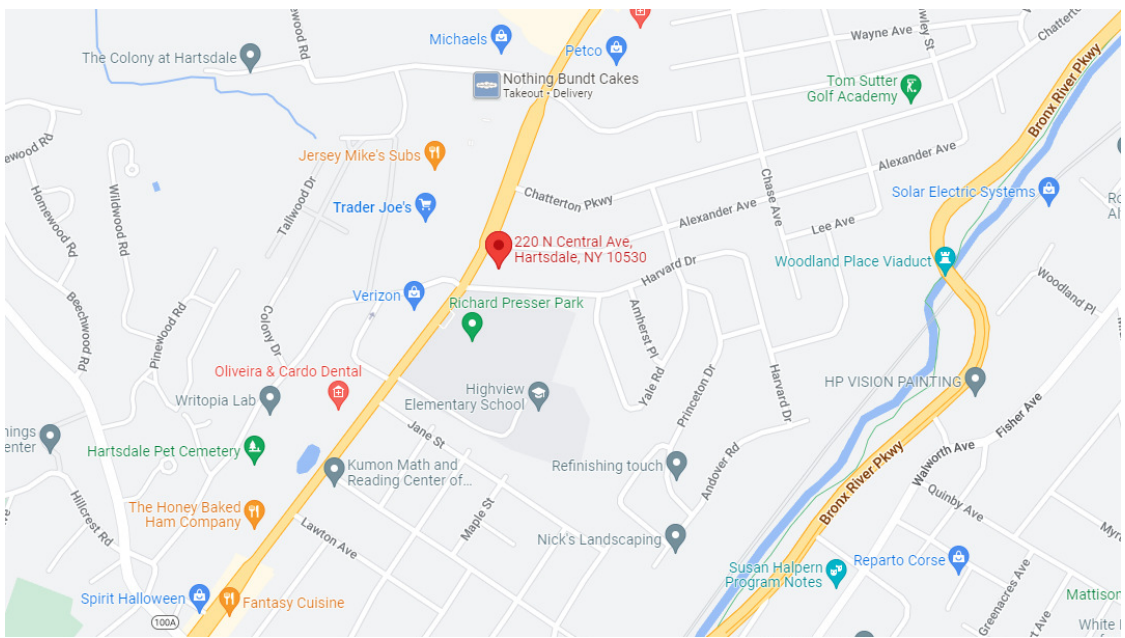 Michaels
Petco
Wayne Ave
Chatterton
The Colony at Hartsdale
Nothing Bundt Cakes
Takeout • Delivery
Tom Sutter
Golf Academy
Bronx River Pkwy
Homewood Rd
Wildwood Rd
Tallwood Dr
Jersey Mike's Subs
Trader Joe's
Chatterton Pkwy
Alexander Ave
Alexander Ave
Chase Ave
Lee Ave
Solar Electric Systems
220 N Central Ave,
Hartsdale, NY 10530
Harvard Dr
Woodland Place Viaduct
Woodland Pl
Verizon
Richard Presser Park
Beechwood Rd
Pinewood Rd
Colony Dr
Amherst Pl
Yale Rd
Princeton Dr
Harvard Dr
Oliveira & Cardo Dental
Writopia Lab
Highview
Elementary School
HP VISION PAINTING
Fisher Ave
Walworth Ave
Hartsdale Pet Cemetery
Jane St
Kumon Math and
Reading Center of...
Refinishing touch
Andover Rd
Bronx River Pkwy
Quinby Ave
Hillcrest Rd
The Honey Baked
Ham Company
Maple St
Lawton Ave
Nick's Landscaping
Susan Halpern
Program Notes
Reparto Corse
Greenacres Ave
Mattison
White
Spirit Halloween
Fantasy Cuisine
100A